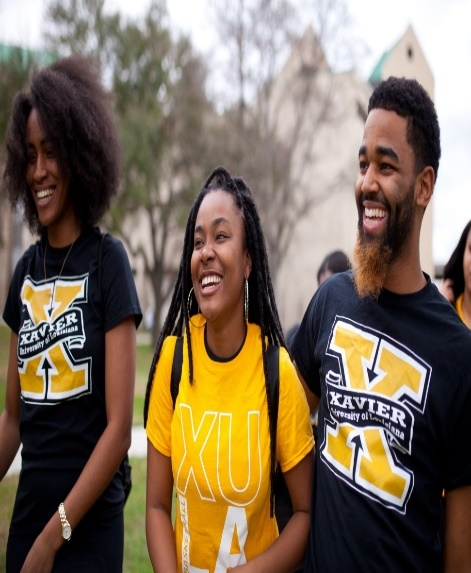 X
XAVIER
University of Louisiana
XU
LA
X
XAVIER
University of Louisiana